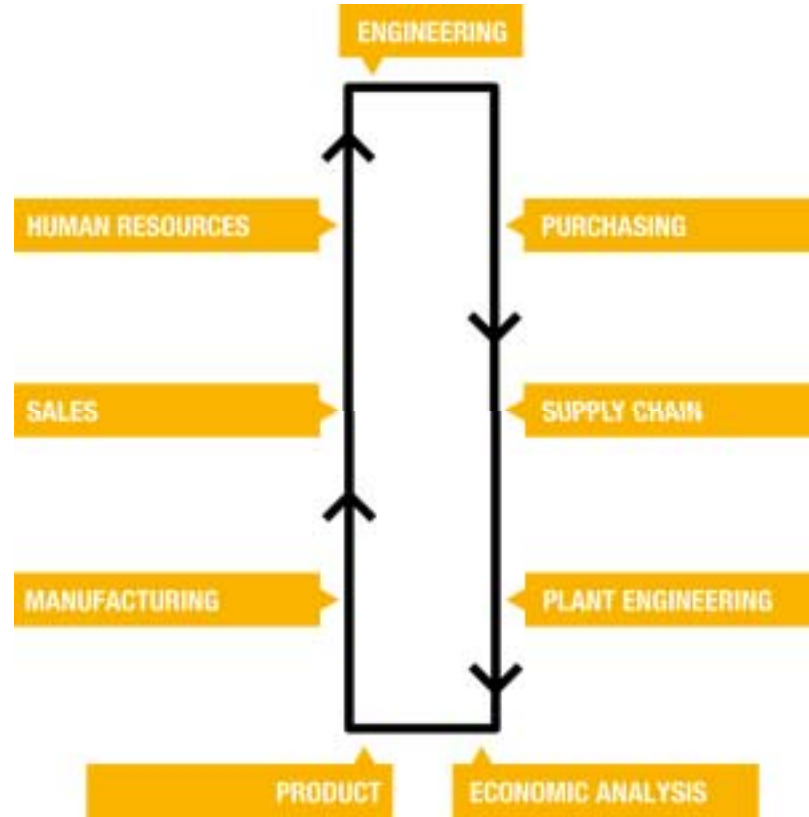 ENGINEERING
HUMAN RESOURCES
PURCHASING
SALES
SUPPLY CHAIN
MANUFACTURING
PLANT ENGINEERING
PRODUCT
ECONOMIC ANALYSIS